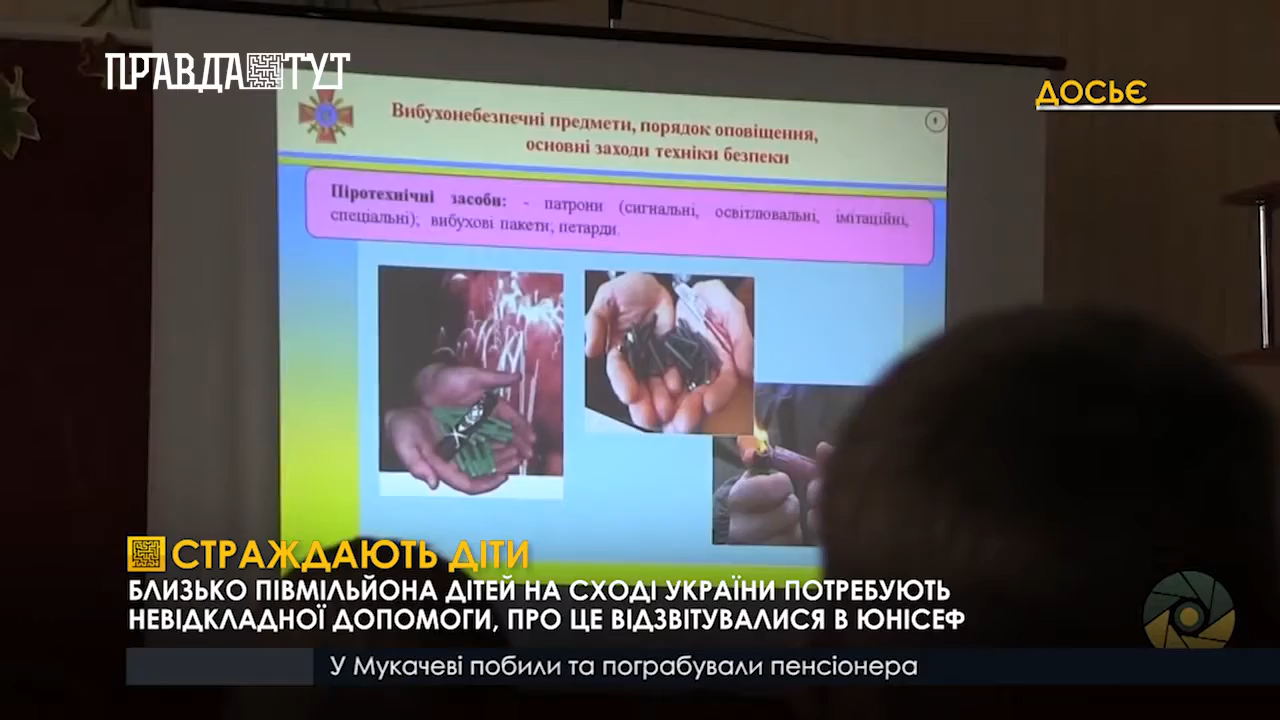 ПРАВДА ТУТ
ДОСЬЄ
Вибухонебезпечні предмети, порядок оповіщення,
основні заходи техніки безпеки
Піротехнічні засоби: - патрони (сигнальні, освітлювальні, імітаційні,
спеціальні); вибухові пакети; петарди.
СТРАЖДАЮТЬ ДІТИ
БЛИЗЬКО ПІВМІЛЬЙОНА ДІТЕЙ НА СХОДІ УКРАЇНИ ПОТРЕБУЮТЬ
НЕВІДКЛАДНОЇ ДОПОМОГИ, ПРО ЦЕ ВІДЗВІТУВАЛИСЯ В ЮНІСЕФ
У Мукачеві побили та пограбували пенсіонера